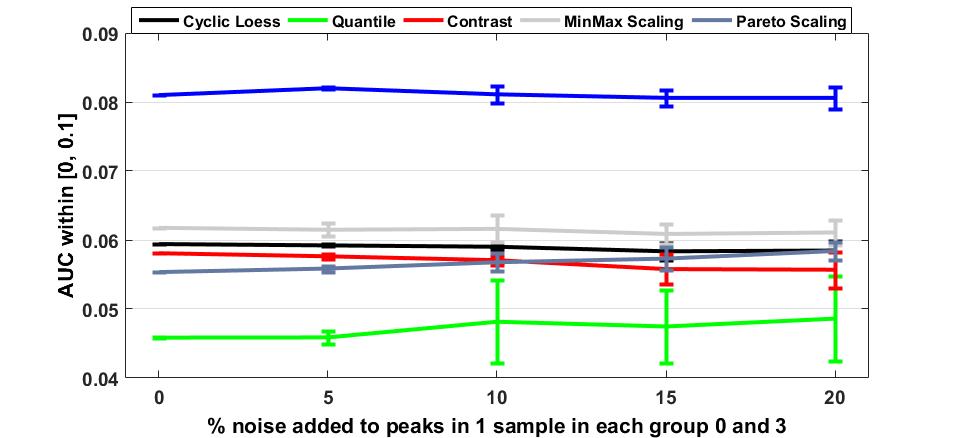 Cyclic Loess Quantile Contrast MinMax Scaling Pareto Scaling
0.09
0.08
0.07
0.06
0.05
0.04
AUC within [0, 0.1]
0 5 10 15 20
% noise added to peaks in 1 sample in each group 0 and 3